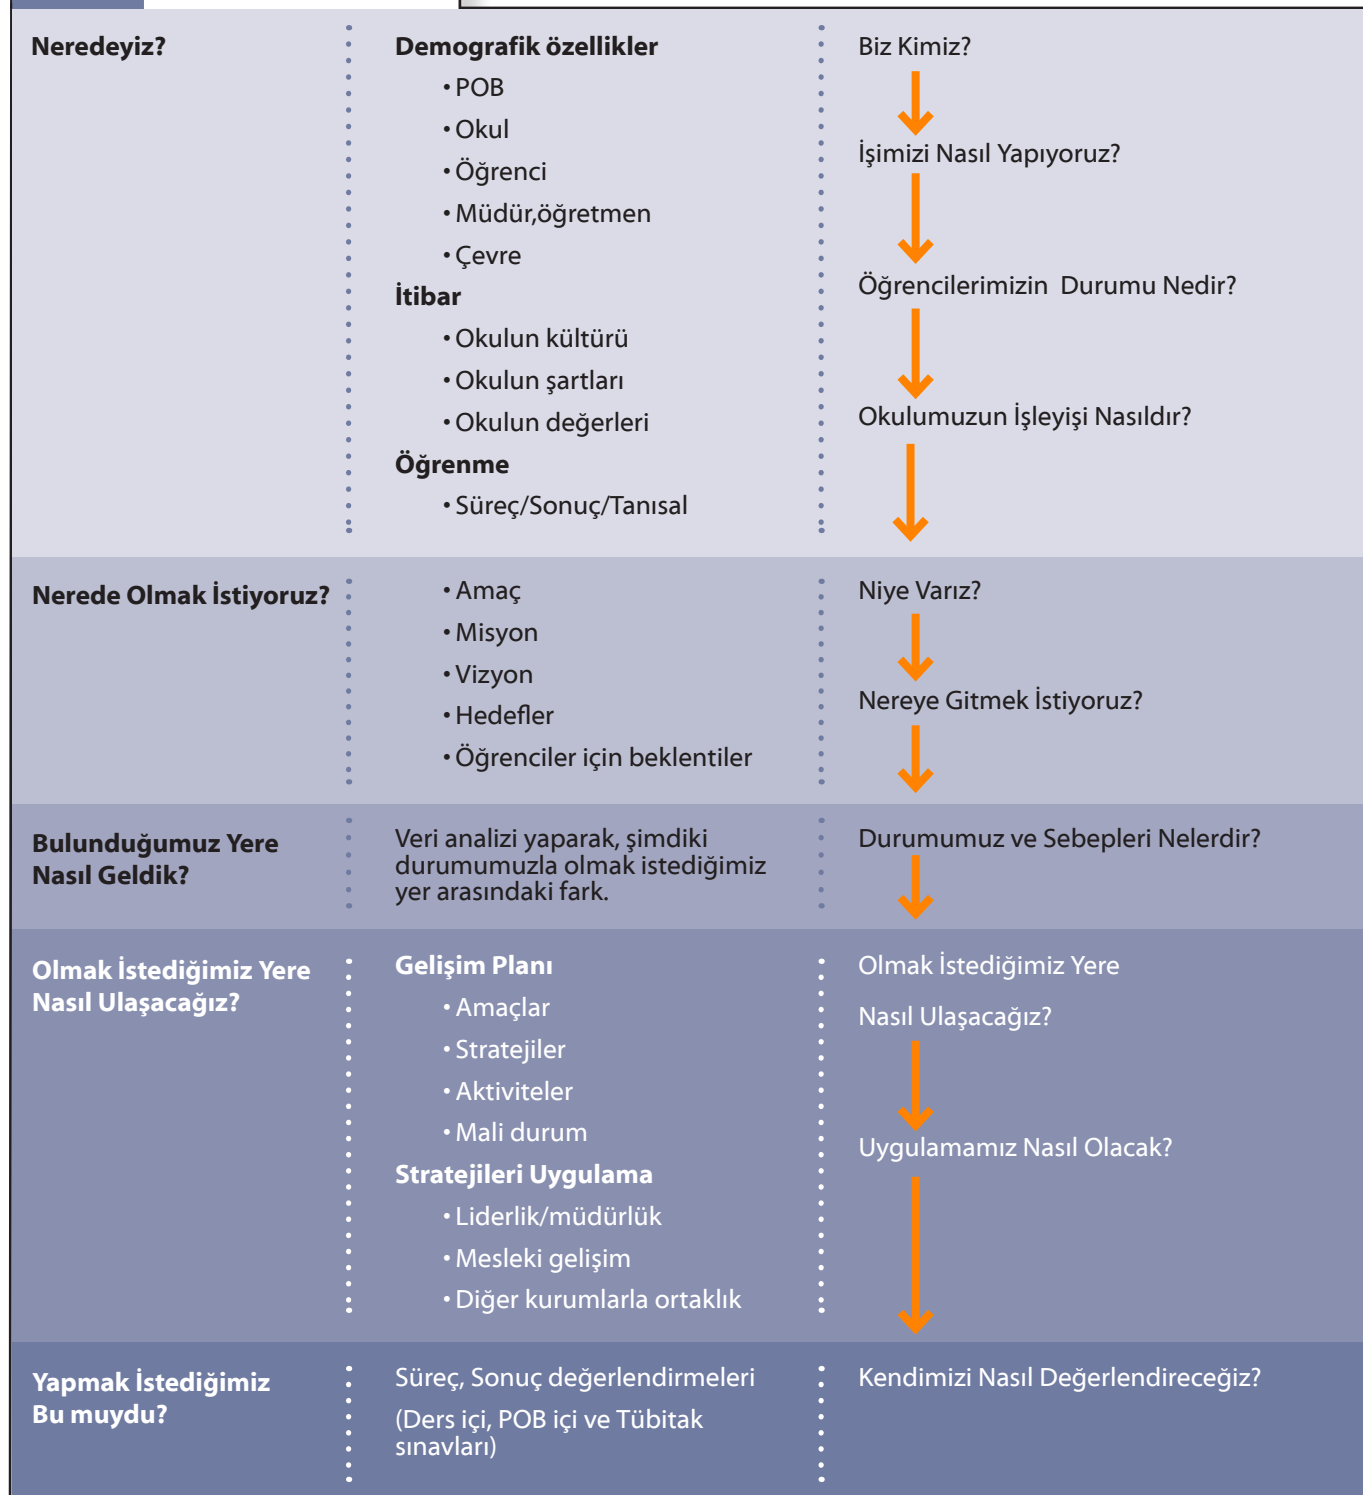 Neredeyiz?
Demografik özellikler
• POB
• Okul
• Öğrenci
• Müdür,öğretmen
• Çevre
İtibar
• Okulun kültürü
• Okulun şartları
• Okulun değerleri
Öğrenme
• Süreç/Sonuç/Tanısal
Biz Kimiz?
İşimizi Nasıl Yapıyoruz?
Öğrencilerimizin Durumu Nedir?
Okulumuzun İşleyişi Nasıldır?
Nerede Olmak İstiyoruz?
• Amaç
• Misyon
• Vizyon
• Hedefler
• Öğrenciler için beklentiler
Niye Varız?
Nereye Gitmek İstiyoruz?
Bulunduğumuz Yere
Nasıl Geldik?
Veri analizi yaparak, şimdiki
durumumuzla olmak istediğimiz
yer arasındaki fark.
Durumumuz ve Sebepleri Nelerdir?
Olmak İstediğimiz Yere
Nasıl Ulaşacağız?
Gelişim Planı
• Amaçlar
• Stratejiler
• Aktiviteler
• Mali durum
Stratejileri Uygulama
• Liderlik/müdürlük
• Mesleki gelişim
• Diğer kurumlarla ortaklık
Olmak İstediğimiz Yere
Nasıl Ulaşacağız?
Uygulamamız Nasıl Olacak?
Yapmak İstediğimiz
Bu muydu?
Süreç, Sonuç değerlendirmeleri
(Ders içi, POB içi ve Tübitak
sınavları)
Kendimizi Nasıl Değerlendireceğiz?